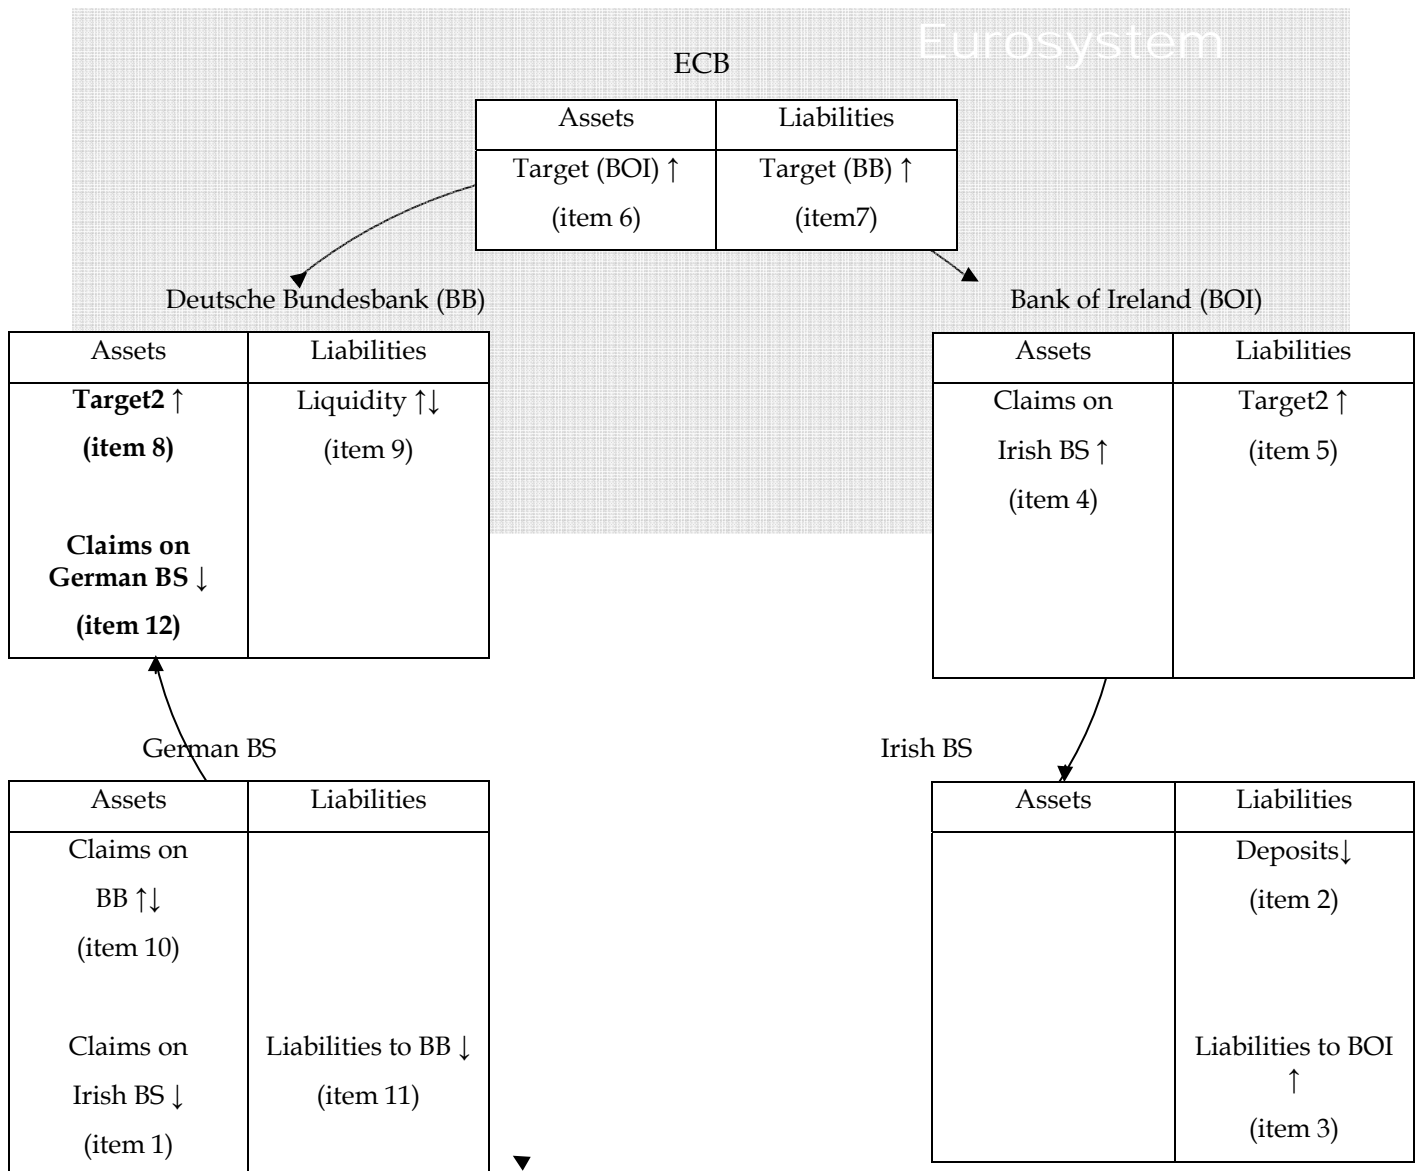 Eurosystem
ECB
Assets Liabilities
Target (BOI) ↑ Target (BB) ↑
(item 6) (item7)
Deutsche Bundesbank (BB)
Assets Liabilities
Target2 ↑ Liquidity ↑↓
(item 8) (item 9)
Claims on
German BS ↓
(item 12)
Bank of Ireland (BOI)
Assets Liabilities
Claims on Target2 ↑
Irish BS ↑ (item 5)
(item 4)
German BS
Assets Liabilities
Claims on
BB ↑↓
(item 10)
Claims on Liabilities to BB ↓
Irish BS ↓ (item 11)
(item 1)
Irish BS
Assets Liabilities
Deposits↓
(item 2)
Liabilities to BOI
↑
(item 3)